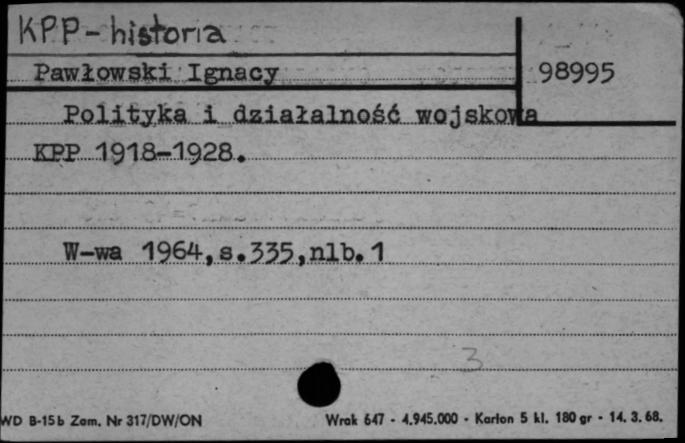 KPP - historia
Pawłowski Ignacy
98995
Polityka i działalność wojskowa
KPP 1918-1928.
W-wa 1964,s.335,nlb.1
3
WD B-15b Zam. Nr 317/DW/ON
Wrak 647 - 4.945.000 - Karton 5 kl. 180 gr - 14. 3. 68.